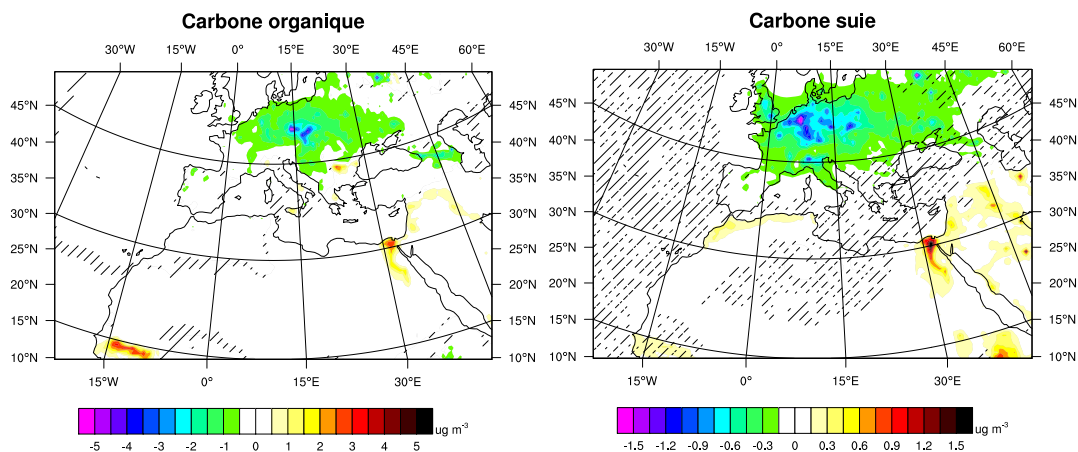 Carbone organique
30°W 15°W 0° 15°E 30°E 45°E 60°E
45°N 45°N
40°N 40°N
35°N 35°N
30°N 30°N
25°N 25°N
20°N 20°N
15°N 15°N
10°N 10°N
15°W 0° 15°E 30°E
-5 -4 -3 -2 -1 0 1 2 3 4 5 ug m-3
Carbone suie
30°W 15°W 0° 15°E 30°E 45°E 60°E
45°N 45°N
40°N 40°N
35°N 35°N
30°N 30°N
25°N 25°N
20°N 20°N
15°N 15°N
10°N 10°N
15°W 0° 15°E 30°E
-1.5 -1.2 -0.9 -0.6 -0.3 0 0.3 0.6 0.9 1.2 1.5 ug m-3